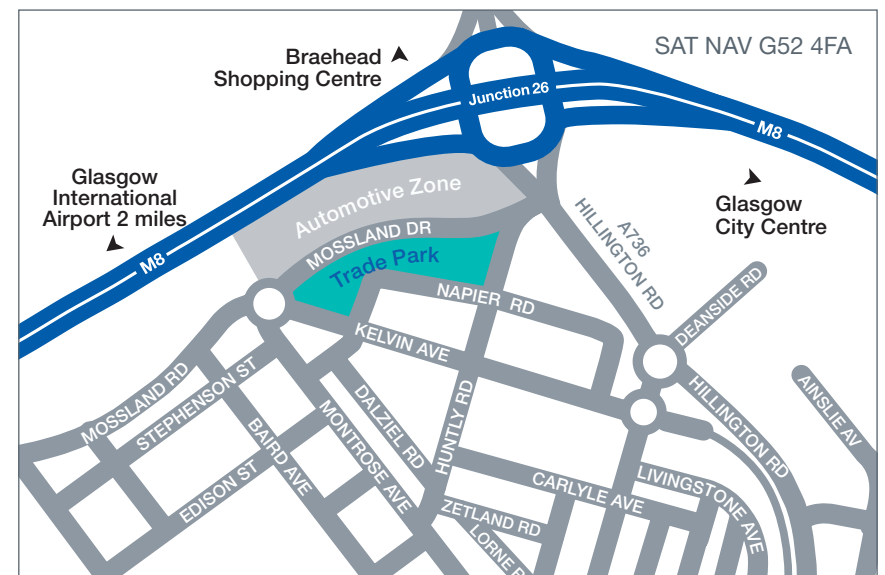 SAT NAV G52 4FA
Braehead
Shopping Centre
Junction 26
M8
Glasgow
International
Airport 2 miles
Automotive Zone
Glasgow
City Centre
A736
HILLINGTON RD
MOSSLAND DR
Trade Park
M8
NAPIER RD
DEANSIDE RD
KELVIN AVE
MOSSLAND RD
STEPHENSON ST
HILLINGTON RD
AINSLIE AV
DALZIEL RD
HUNTLY RD
MONTROSE AVE
BAIRD AVE
EDISON ST
CARLYLE AVE
LIVINGSTONE AVE
ZETLAND RD
LORNE